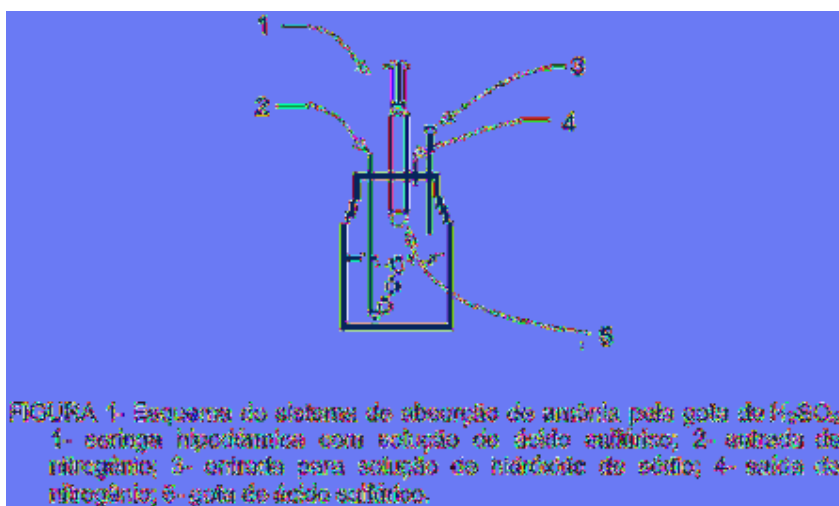 1
2
3
4
5
FIGURA 1- Esquema do sistema de absorção de amônia pela gota de H₂SO₄
1- seringa hipodérmica com solução de ácido sulfúrico; 2- entrada de
nitrogênio; 3- entrada para solução de hidróxido de sódio; 4- saída de
nitrogênio; 5- gota de ácido sulfúrico.